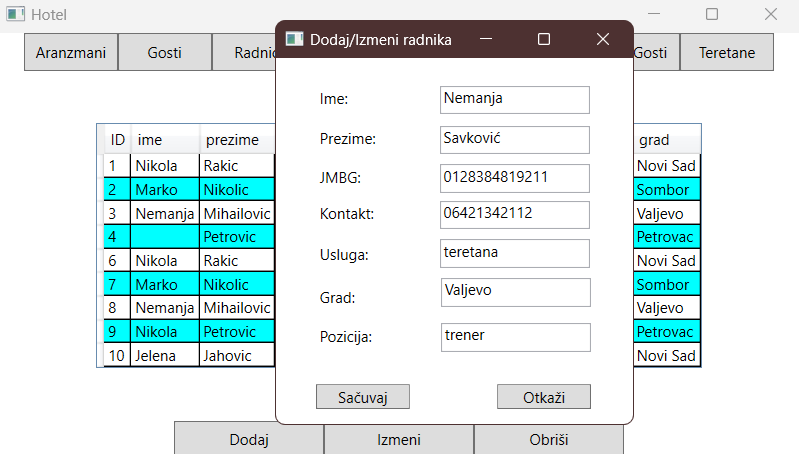 Hotel
Dodaj/Izmeni radnika
Aranzmani Gosti Radnic Gosti Teretane
Ime: Nemanja
Prezime: Savković
JMBG: 0128384819211
Kontakt: 06421342112
Usluga: teretana
Grad: Valjevo
Pozicija: trener
Sačuvaj Otkaži
ID ime prezime grad
1 Nikola Rakic Novi Sad
2 Marko Nikolic Sombor
3 Nemanja Mihailovic Valjevo
4 Petrovic Petrovac
6 Nikola Rakic Novi Sad
7 Marko Nikolic Sombor
8 Nemanja Mihailovic Valjevo
9 Nikola Petrovic Petrovac
10 Jelena Jahovic Novi Sad
Dodaj Izmeni Obriši